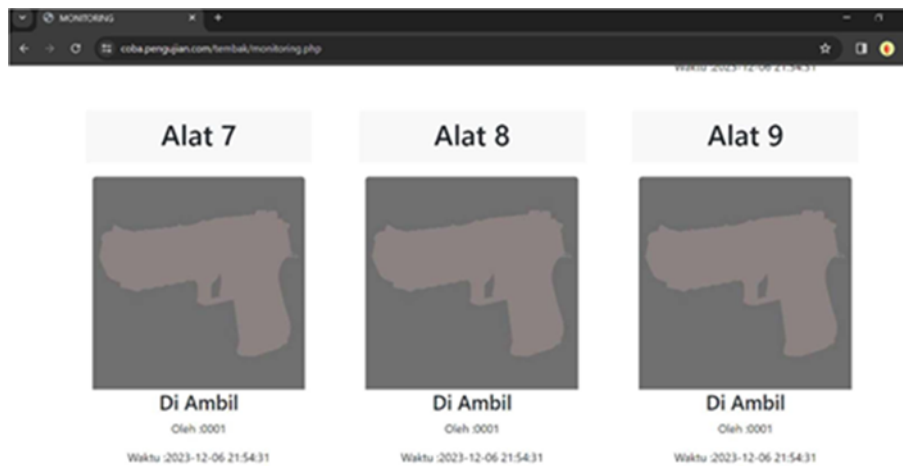 MONITORING
coba.pengujian.com/tembak/monitoring.php
Waktu :2023-12-06 21:54:31
Alat 7 Alat 8 Alat 9
Di Ambil Di Ambil Di Ambil
Oleh :0001 Oleh :0001 Oleh :0001
Waktu :2023-12-06 21:54:31 Waktu :2023-12-06 21:54:31 Waktu :2023-12-06 21:54:31